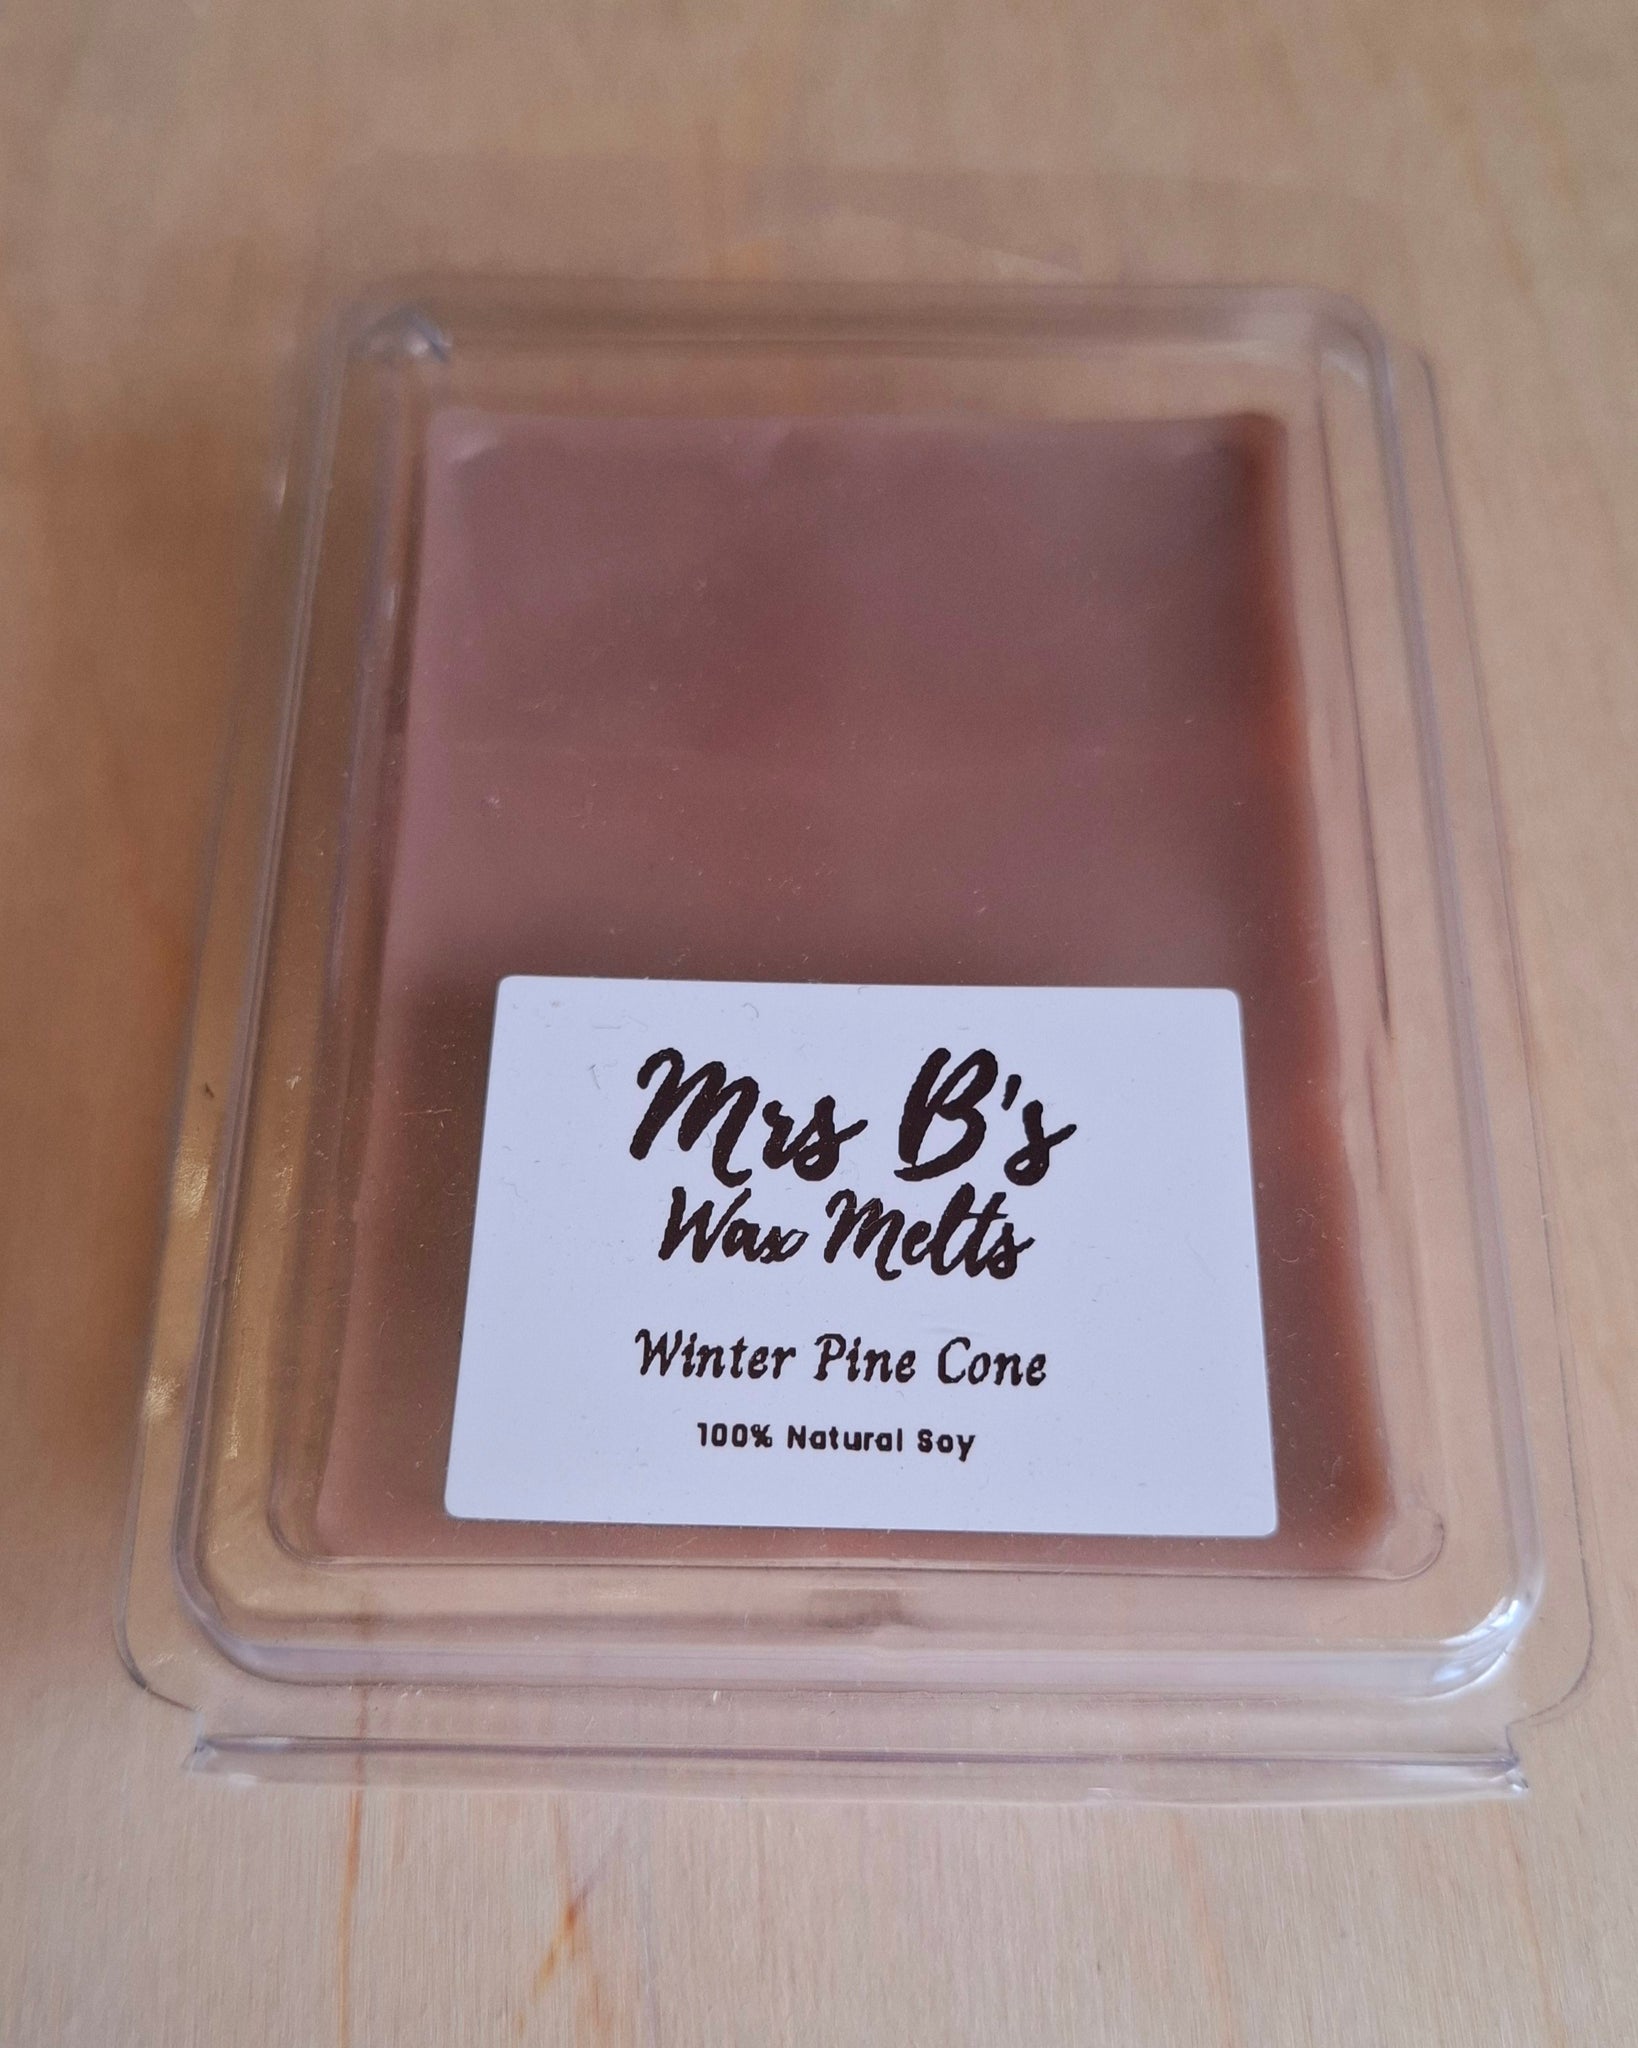 Mrs B's
Wax Melts
Winter Pine Cone
100% Natural Soy